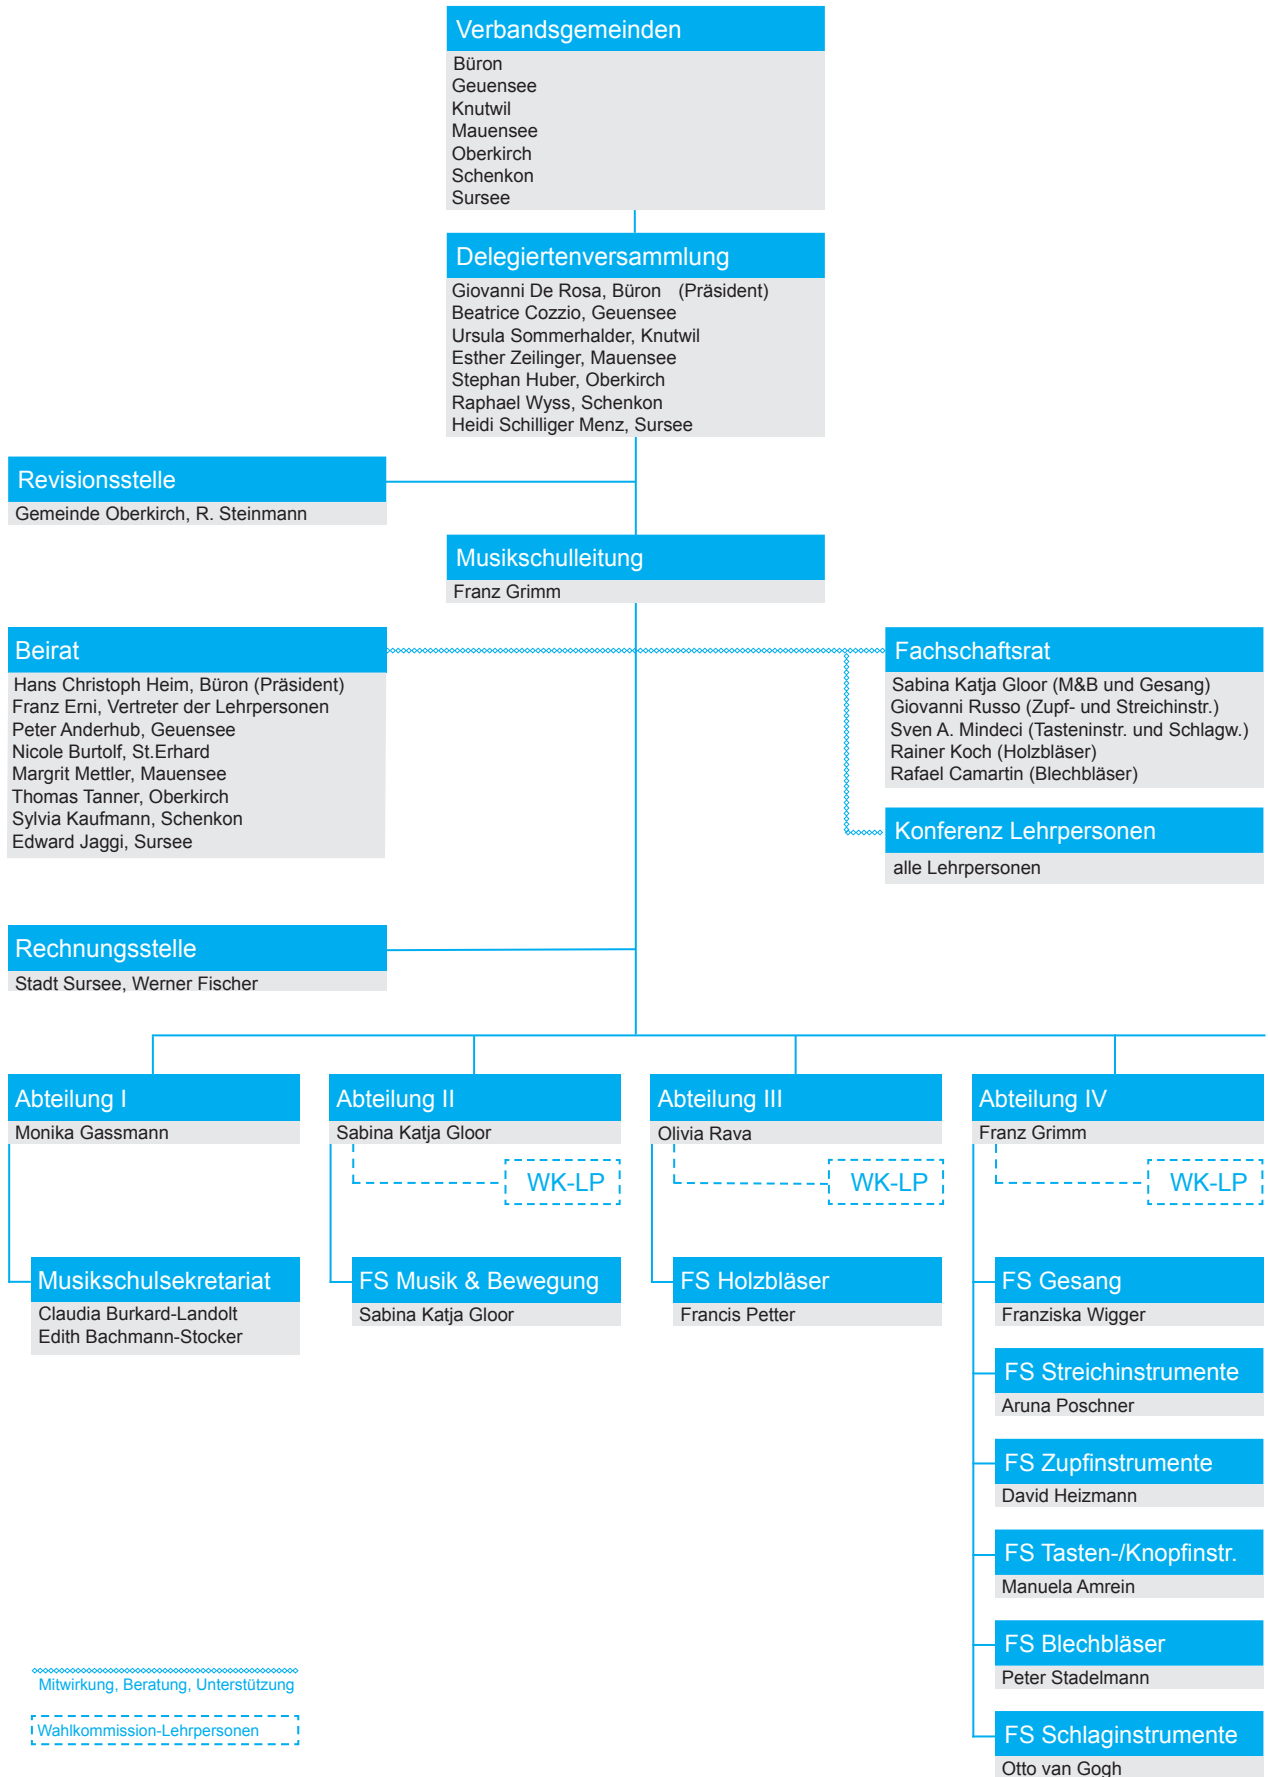 Verbandsgemeinden
Büron
Geuensee
Knutwil
Mauensee
Oberkirch
Schenkon
Sursee
Delegiertenversammlung
Giovanni De Rosa, Büron (Präsident)
Beatrice Cozzio, Geuensee
Ursula Sommerhalder, Knutwil
Esther Zeilinger, Mauensee
Stephan Huber, Oberkirch
Raphael Wyss, Schenkon
Heidi Schilliger Menz, Sursee
Revisionsstelle
Gemeinde Oberkirch, R. Steinmann
Musikschulleitung
Franz Grimm
Beirat
Hans Christoph Heim, Büron (Präsident)
Franz Erni, Vertreter der Lehrpersonen
Peter Anderhub, Geuensee
Nicole Burtolf, St.Erhard
Margrit Mettler, Mauensee
Thomas Tanner, Oberkirch
Sylvia Kaufmann, Schenkon
Edward Jaggi, Sursee
Fachschaftsrat
Sabina Katja Gloor (M&B und Gesang)
Giovanni Russo (Zupf- und Streichinstr.)
Sven A. Mindeci (Tasteninstr. und Schlagw.)
Rainer Koch (Holzbläser)
Rafael Camartin (Blechbläser)
Konferenz Lehrpersonen
alle Lehrpersonen
Rechnungsstelle
Stadt Sursee, Werner Fischer
Abteilung I
Monika Gassmann
Musikschulsekretariat
Claudia Burkard-Landolt
Edith Bachmann-Stocker
Abteilung II
Sabina Katja Gloor
WK-LP
FS Musik & Bewegung
Sabina Katja Gloor
Abteilung III
Olivia Rava
WK-LP
FS Holzbläser
Francis Petter
Abteilung IV
Franz Grimm
WK-LP
FS Gesang
Franziska Wigger
FS Streichinstrumente
Aruna Poschner
FS Zupfinstrumente
David Heizmann
FS Tasten-/Knopfinstr.
Manuela Amrein
FS Blechbläser
Peter Stadelmann
FS Schlaginstrumente
Otto van Gogh
Mitwirkung, Beratung, Unterstützung
Wahlkommission-Lehrpersonen